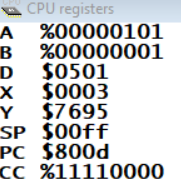 CPU registers
A %00000101
B %00000001
D $0501
X $0003
Y $7695
SP $00ff
PC $800d
CC %11110000